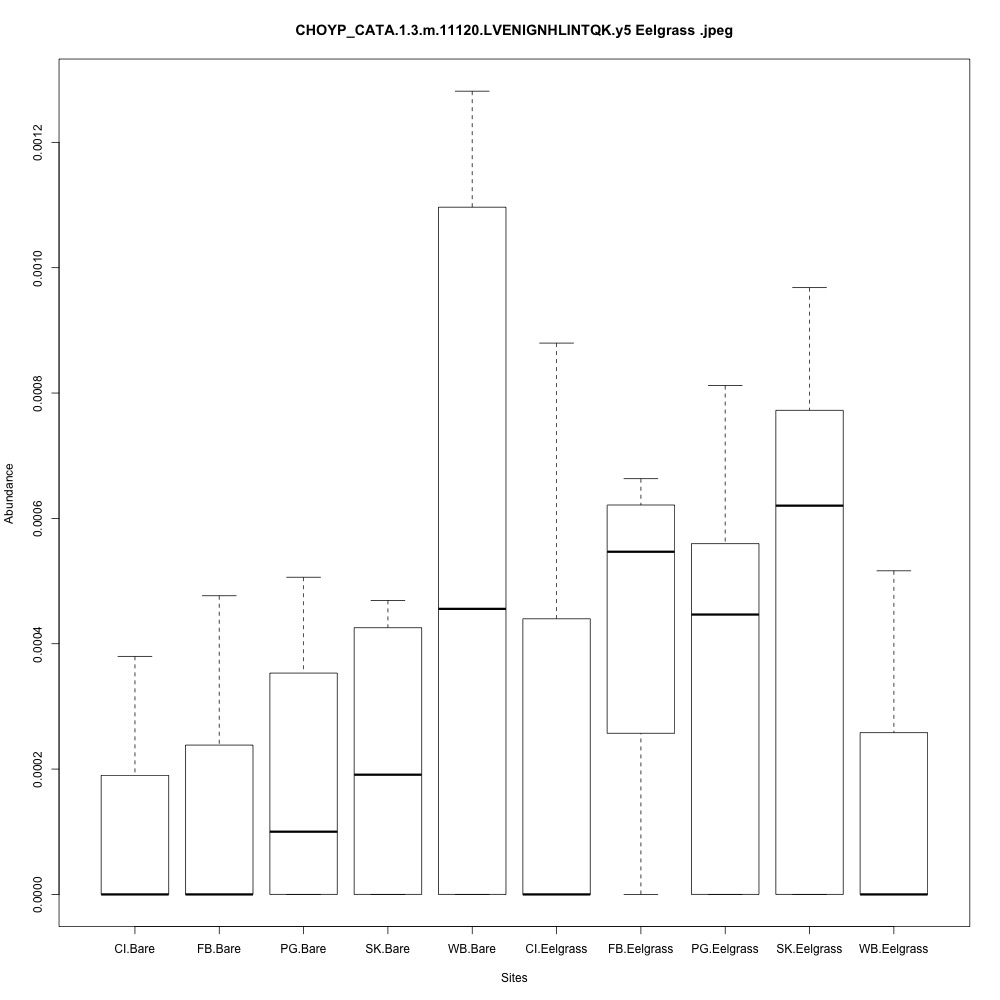 CHOYP_CATA.1.3.m.11120.LVENIGNHLINTQK.y5 Eelgrass .jpeg
Abundance
0.0012
0.0010
0.0008
0.0006
0.0004
0.0002
0.0000
CI.Bare FB.Bare PG.Bare SK.Bare WB.Bare CI.Eelgrass FB.Eelgrass PG.Eelgrass SK.Eelgrass WB.Eelgrass
Sites